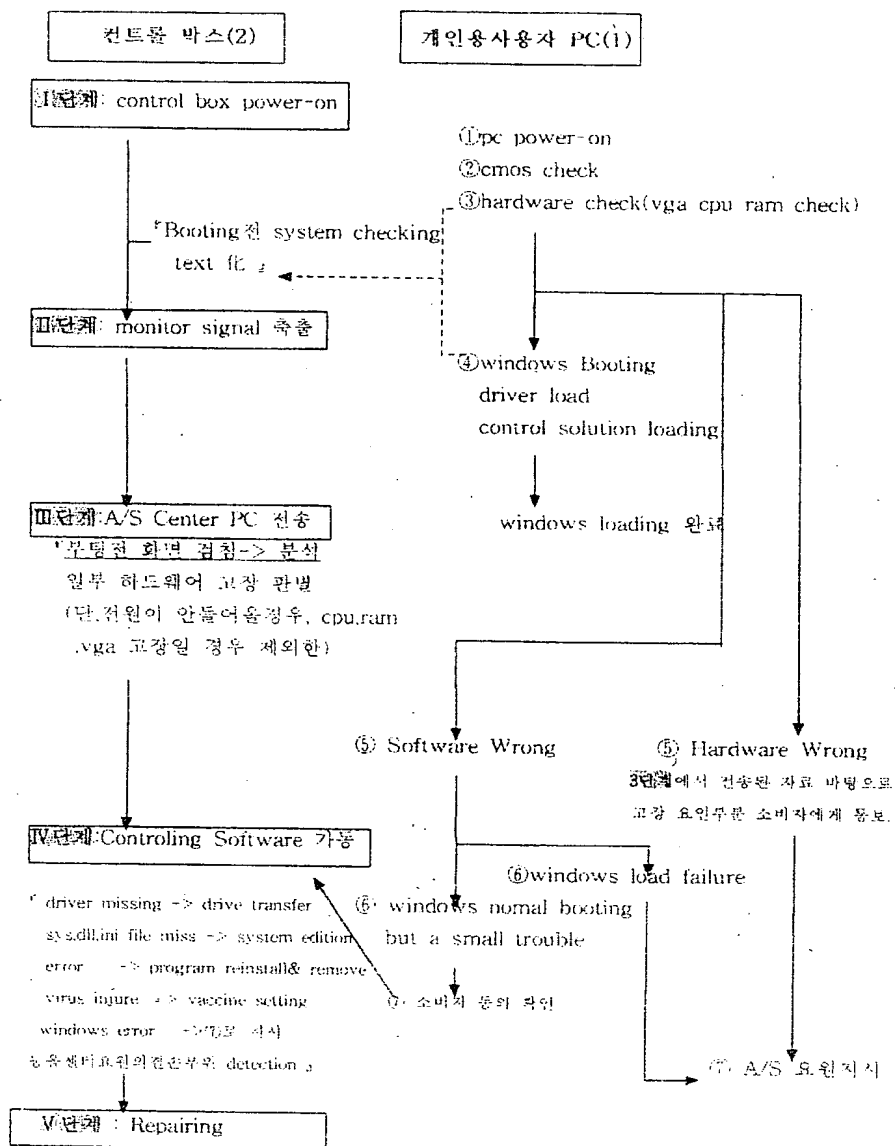 컨트롤 박스(2)
개인용사용자 PC(1)
Ⅰ단계: control box power-on
①pc power-on
②cmos check
③hardware check(vga cpu ram check)
「Booting전 system checking
text 」
Ⅱ단계: monitor signal 축출
④windows Booting
driver load
control solution loading
windows loading 완료
Ⅲ단계:A/S Center PC 전송
「부팅전 화면 검침-> 분석
일부 하드웨어 고장 판별
(단,전원이 안들어올경우, cpu,ram
,vga 고장일 경우 제외한)
⑤ Software Wrong
⑤ Hardware Wrong
3단계에서 전송된 자료 바탕으로
고장 요인부분 소비자에게 통보.
Ⅳ단계:Controling Software 가동
⑥windows load failure
「 driver missing -> drive transfer
sys.dll.ini file miss -> system edition
error -> program reinstall& remove
virus injure -> vaccine setting
windows error -> 지시
detection 」
⑥ windows nomal booting
but a small trouble
⑦ 소비자 동의 확인
⑦ A/S 요원지시
Ⅴ단계 : Repairing